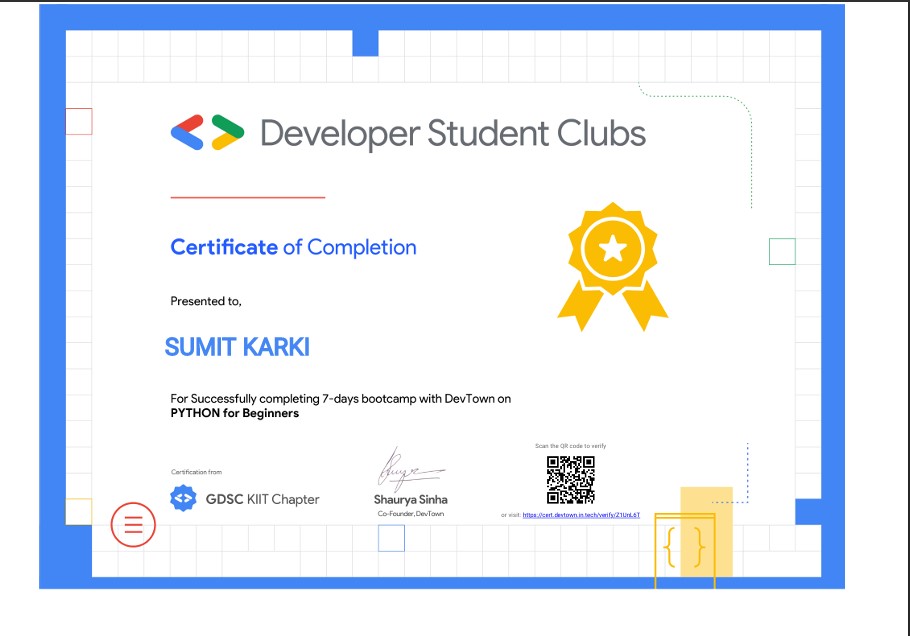 Developer Student Clubs
Certificate of Completion
Presented to,
SUMIT KARKI
For Successfully completing 7-days bootcamp with DevTown on
PYTHON for Beginners
Certification from
GDSC KIIT Chapter
Shaurya Sinha
Co-Founder, DevTown
Scan the QR code to verify
or visit: https://cert.devtown.in.tech/verify/Z1UnL6T
{ }